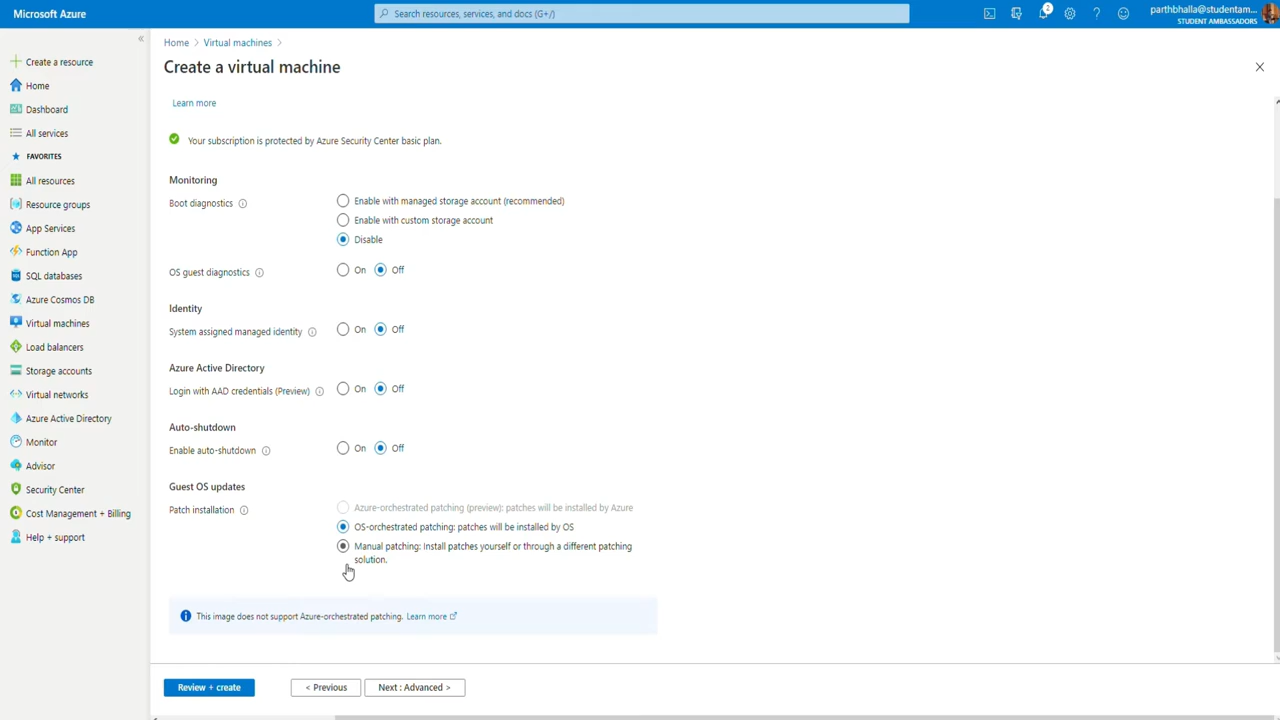 Microsoft Azure
Search resources, services, and docs (G+/)
2
parthbhalla@studentam...
STUDENT AMBASSADORS
Create a resource
Home
Dashboard
All services
FAVORITES
All resources
Resource groups
App Services
Function App
SQL databases
Azure Cosmos DB
Virtual machines
Load balancers
Storage accounts
Virtual networks
Azure Active Directory
Monitor
Advisor
Security Center
Cost Management + Billing
Help + support
Home > Virtual machines >
Create a virtual machine
Learn more
Your subscription is protected by Azure Security Center basic plan.
Monitoring
Boot diagnostics
Enable with managed storage account (recommended)
Enable with custom storage account
Disable
OS guest diagnostics
On Off
Identity
System assigned managed identity
On Off
Azure Active Directory
Login with AAD credentials (Preview)
On Off
Auto-shutdown
Enable auto-shutdown
On Off
Guest OS updates
Patch installation
Azure-orchestrated patching (preview): patches will be installed by Azure
OS-orchestrated patching: patches will be installed by OS
Manual patching: Install patches yourself or through a different patching
solution.
This image does not support Azure-orchestrated patching. Learn more
Review + create
< Previous
Next : Advanced >